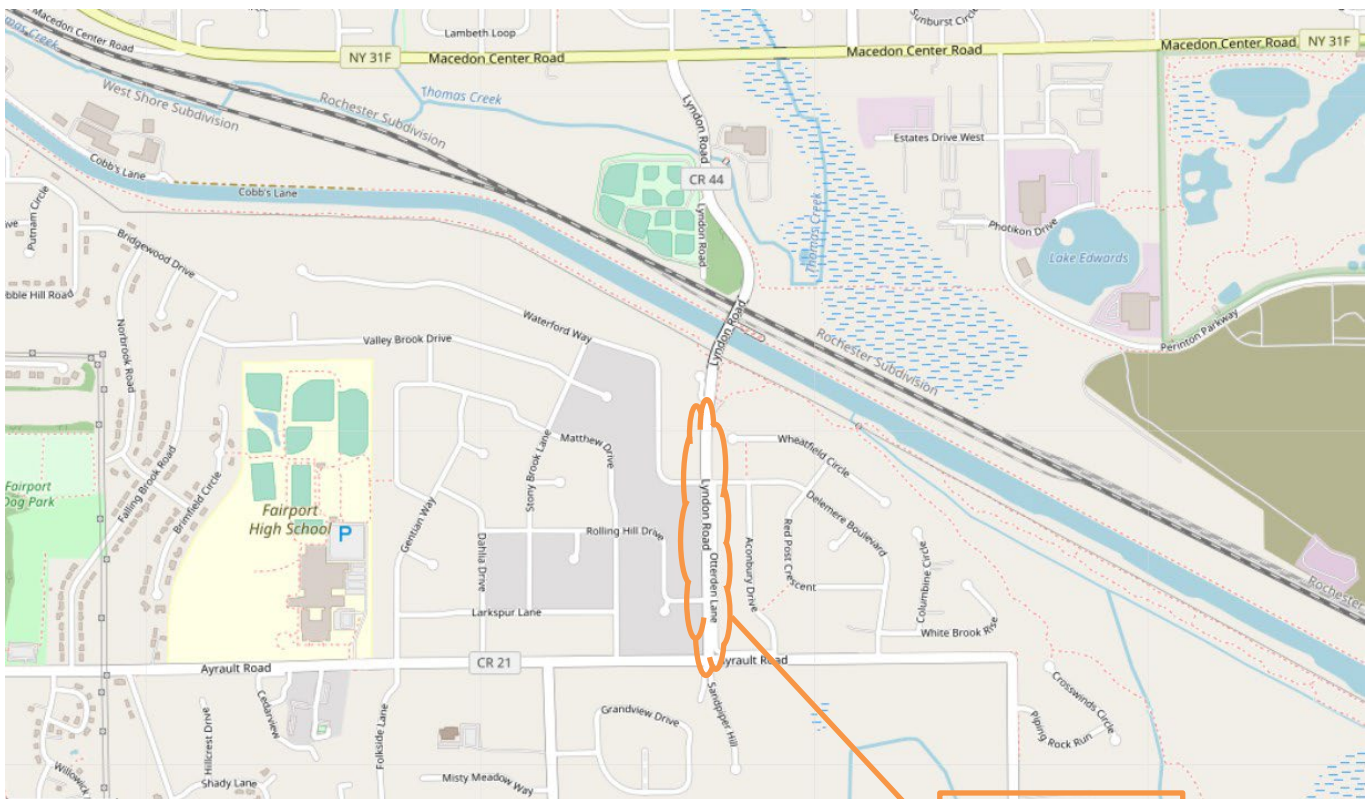 Macedon Center Road
Thomas Creek
Lambeth Loop
Sunburst Circle
NY 31F
Macedon Center Road
Macedon Center Road
Macedon Center Road
NY 31F
West Shore Subdivision
Rochester Subdivision
Thomas Creek
Lyndon Road
Estates Drive West
Cobb's Lane
Cobb's Lane
CR 44
Putnam Circle
Lyndon Road
Thomas Creek
Photikon Drive
Bridgewood Drive
Lake Edwards
Waterford Way
Norbrook Road
Valley Brook Drive
Lyndon Road
Rochester Subdivision
Perinton Parkway
Matthew Drive
Stony Brook Lane
Wheatfield Circle
Fairport
Dog Park
Falling Brook Road
Brimfield Circle
Fairport
High School
P
Gentian Way
Dahlia Drive
Rolling Hill Drive
Lyndon Road
Otterden Lane
Aconbury Drive
Red Post Crescent
Delemere Boulevard
Columbine Circle
Rochester
Larkspur Lane
White Brook Rise
Ayrault Road
CR 21
Ayrault Road
Cedarview
Hillcrest Drive
Folkside Lane
Grandview Drive
Sandpiper Hill
Crosswinds Circle
Piping Rock Run
Willowick
Shady Lane
Misty Meadow Way